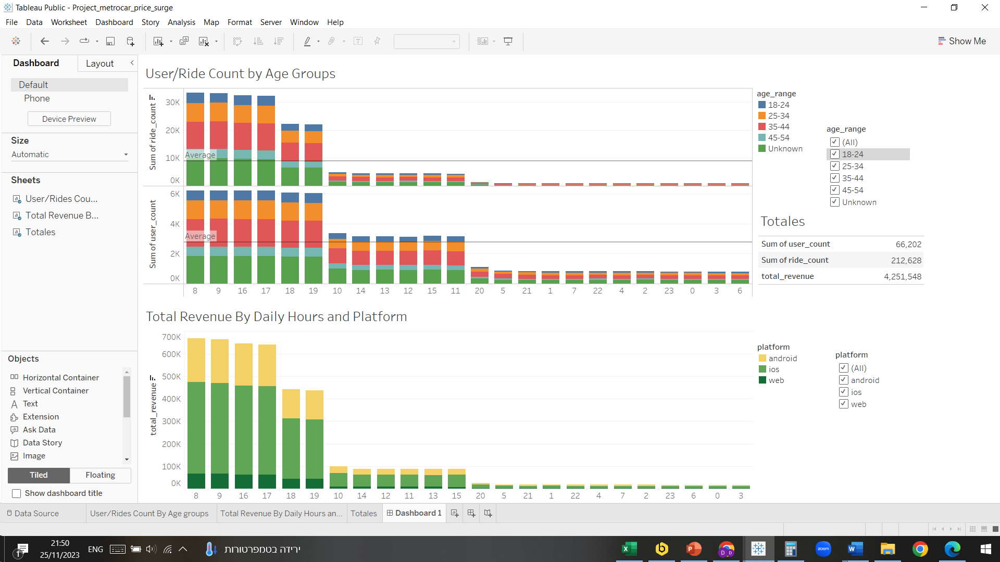 Tableau Public - Project_metrocar_price_surge
File Data Worksheet Dashboard Story Analysis Map Format Server Window Help
Show Me
Dashboard Layout
Default
Phone
Device Preview
Size
Automatic
Sheets
User/Rides Cou...
Total Revenue B...
Totales
Objects
Horizontal Container
Vertical Container
Text
Extension
Ask Data
Data Story
Image
Tiled Floating
Show dashboard title
User/Ride Count by Age Groups
Sum of ride_count
30K
20K
10K
0K
Average
Sum of user_count
6K
4K
2K
0K
Average
8 9 16 17 18 19 10 14 13 12 15 11 20 5 21 1 7 22 4 2 23 0 3 6
age_range
18-24
25-34
35-44
45-54
Unknown
age_range
(All)
18-24
25-34
35-44
45-54
Unknown
Totales
Sum of user_count 66,202
Sum of ride_count 212,628
total_revenue 4,251,548
Total Revenue By Daily Hours and Platform
total_revenue
700K
600K
500K
400K
300K
200K
100K
0K
8 9 16 17 18 19 10 14 12 11 13 15 20 5 21 1 22 4 7 2 23 6 0 3
platform
android
ios
web
platform
(All)
android
ios
web
Data Source User/Rides Count By Age groups Total Revenue By Daily Hours an... Totales Dashboard 1
1
21:50
25/11/2023
ENG
ירידה בטמפרטורות
zoom